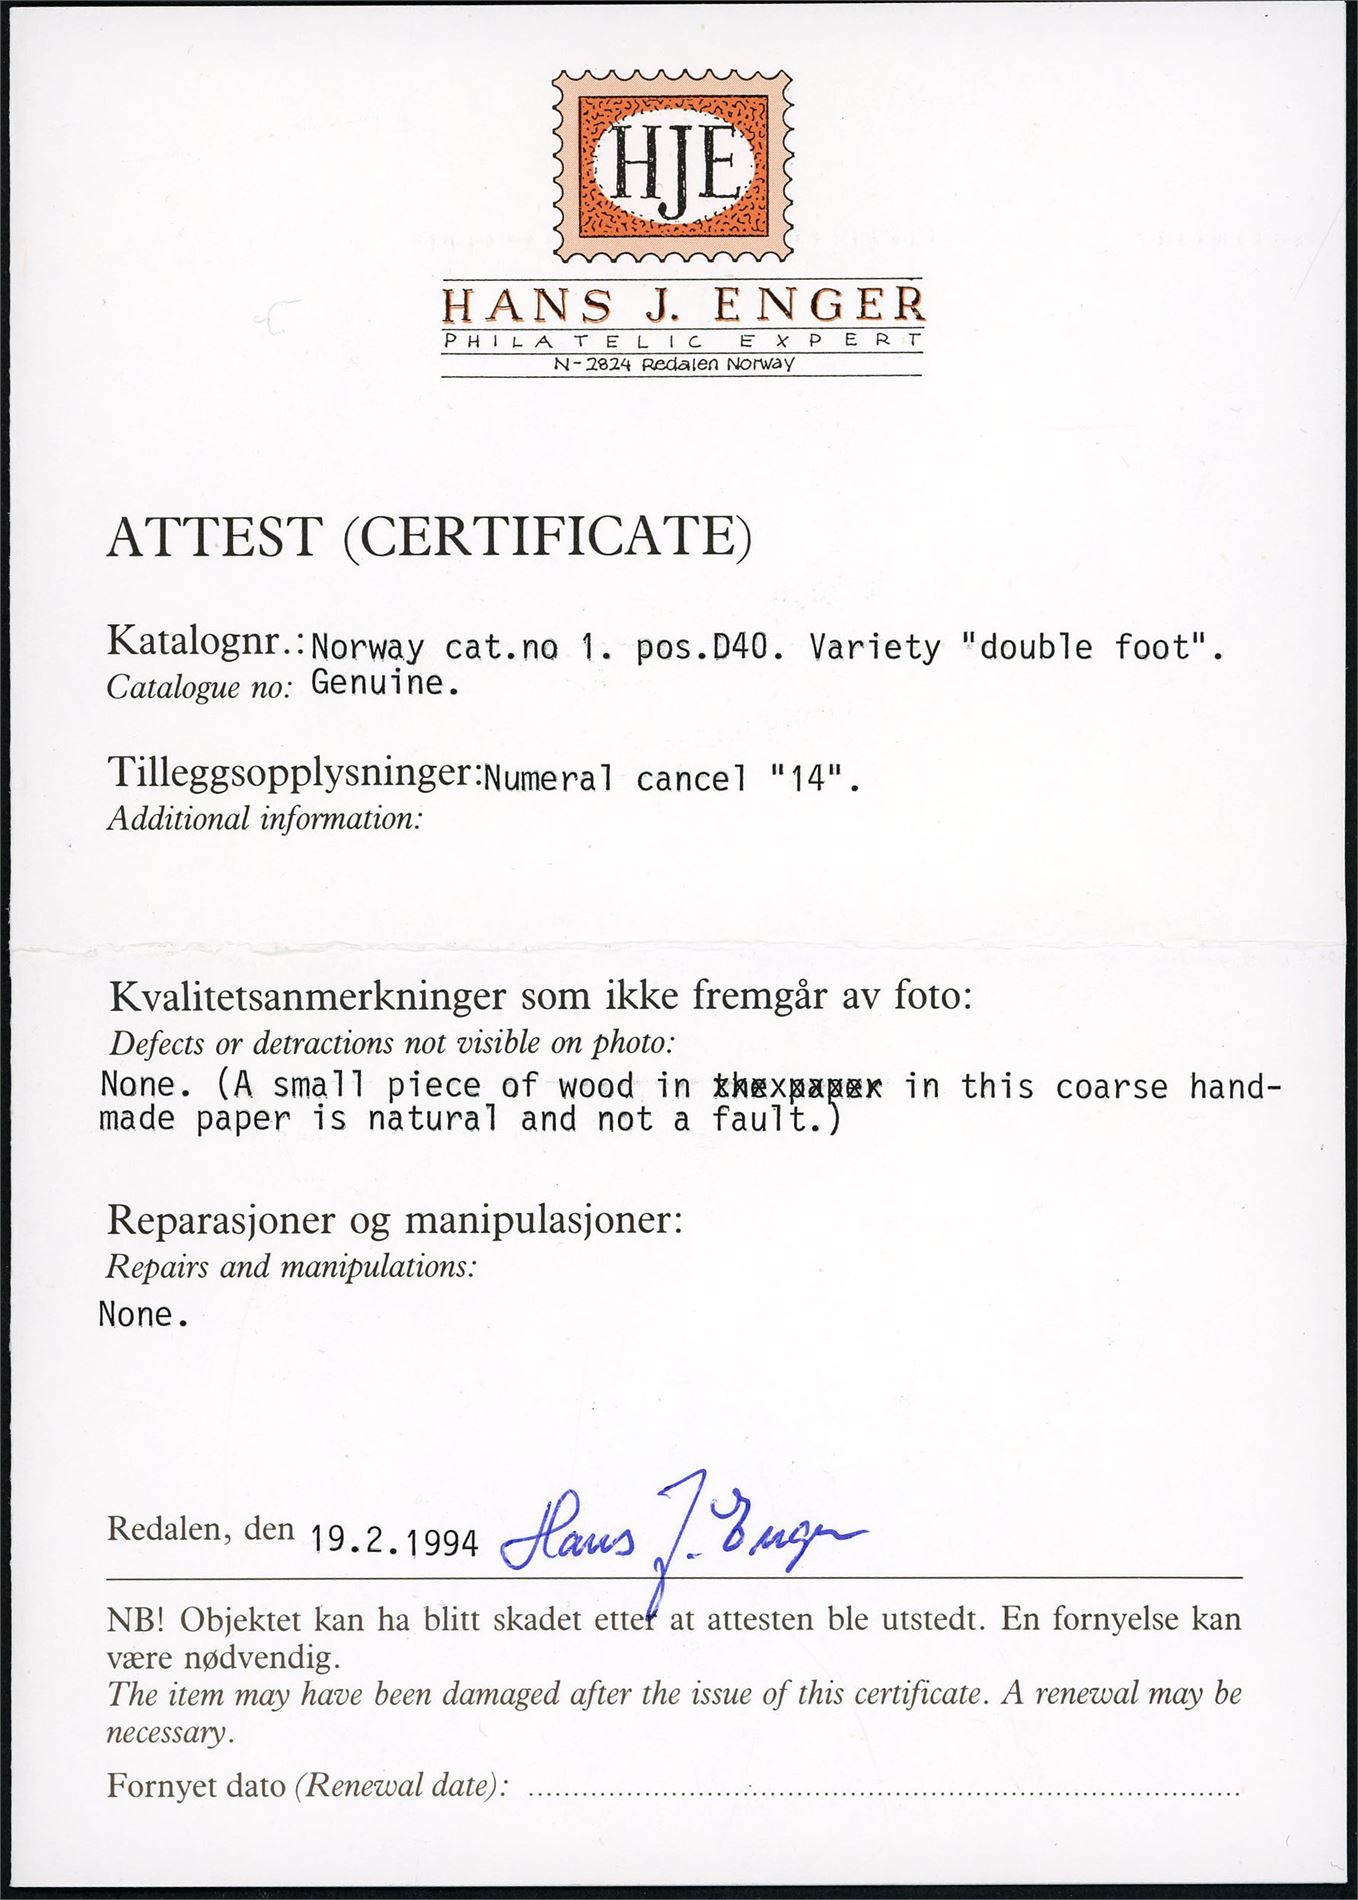 HJE
HANS J. ENGER
PHILATELIC EXPERT
N-2824 Redalen Norway
ATTEST (CERTIFICATE)
Katalognr.: Norway cat.no 1. pos.D40. Variety "double foot".
Catalogue no: Genuine.
Tilleggsopplysninger: Numeral cancel "14".
Additional information:
Kvalitetsanmerkninger som ikke fremgår av foto:
Defects or detractions not visible on photo:
None. (A small piece of wood in the paper in this coarse hand-
made paper is natural and not a fault.)
Reparasjoner og manipulasjoner:
Repairs and manipulations:
None.
Redalen, den 19.2.1994 Hans J. Enger
NB! Objektet kan ha blitt skadet etter at attesten ble utstedt. En fornyelse kan
være nødvendig.
The item may have been damaged after the issue of this certificate. A renewal may be
necessary.
Fornyet dato (Renewal date):